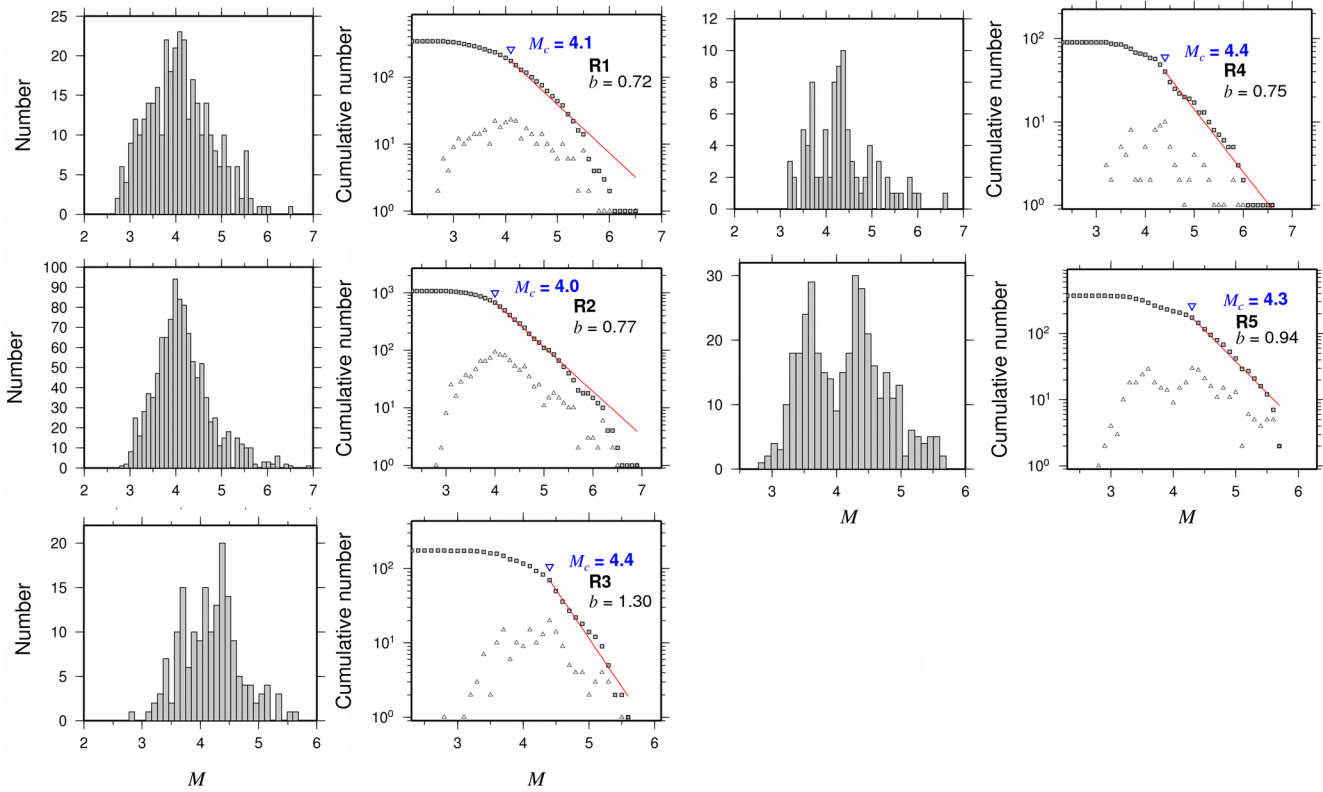 Number
25
20
15
10
5
0
2 3 4 5 6 7
Cumulative number
10²
10¹
10⁰
3 4 5 6 7
M_c = 4.1
R1
b = 0.72
12
10
8
6
4
2
0
2 3 4 5 6 7
Cumulative number
10²
10¹
10⁰
3 4 5 6 7
M_c = 4.4
R4
b = 0.75
Number
100
90
80
70
60
50
40
30
20
10
0
2 3 4 5 6 7
Cumulative number
10³
10²
10¹
10⁰
3 4 5 6 7
M_c = 4.0
R2
b = 0.77
30
20
10
0
3 4 5 6
M
Cumulative number
10²
10¹
10⁰
3 4 5 6
M
M_c = 4.3
R5
b = 0.94
Number
20
15
10
5
0
2 3 4 5 6
M
Cumulative number
10²
10¹
10⁰
3 4 5 6
M
M_c = 4.4
R3
b = 1.30